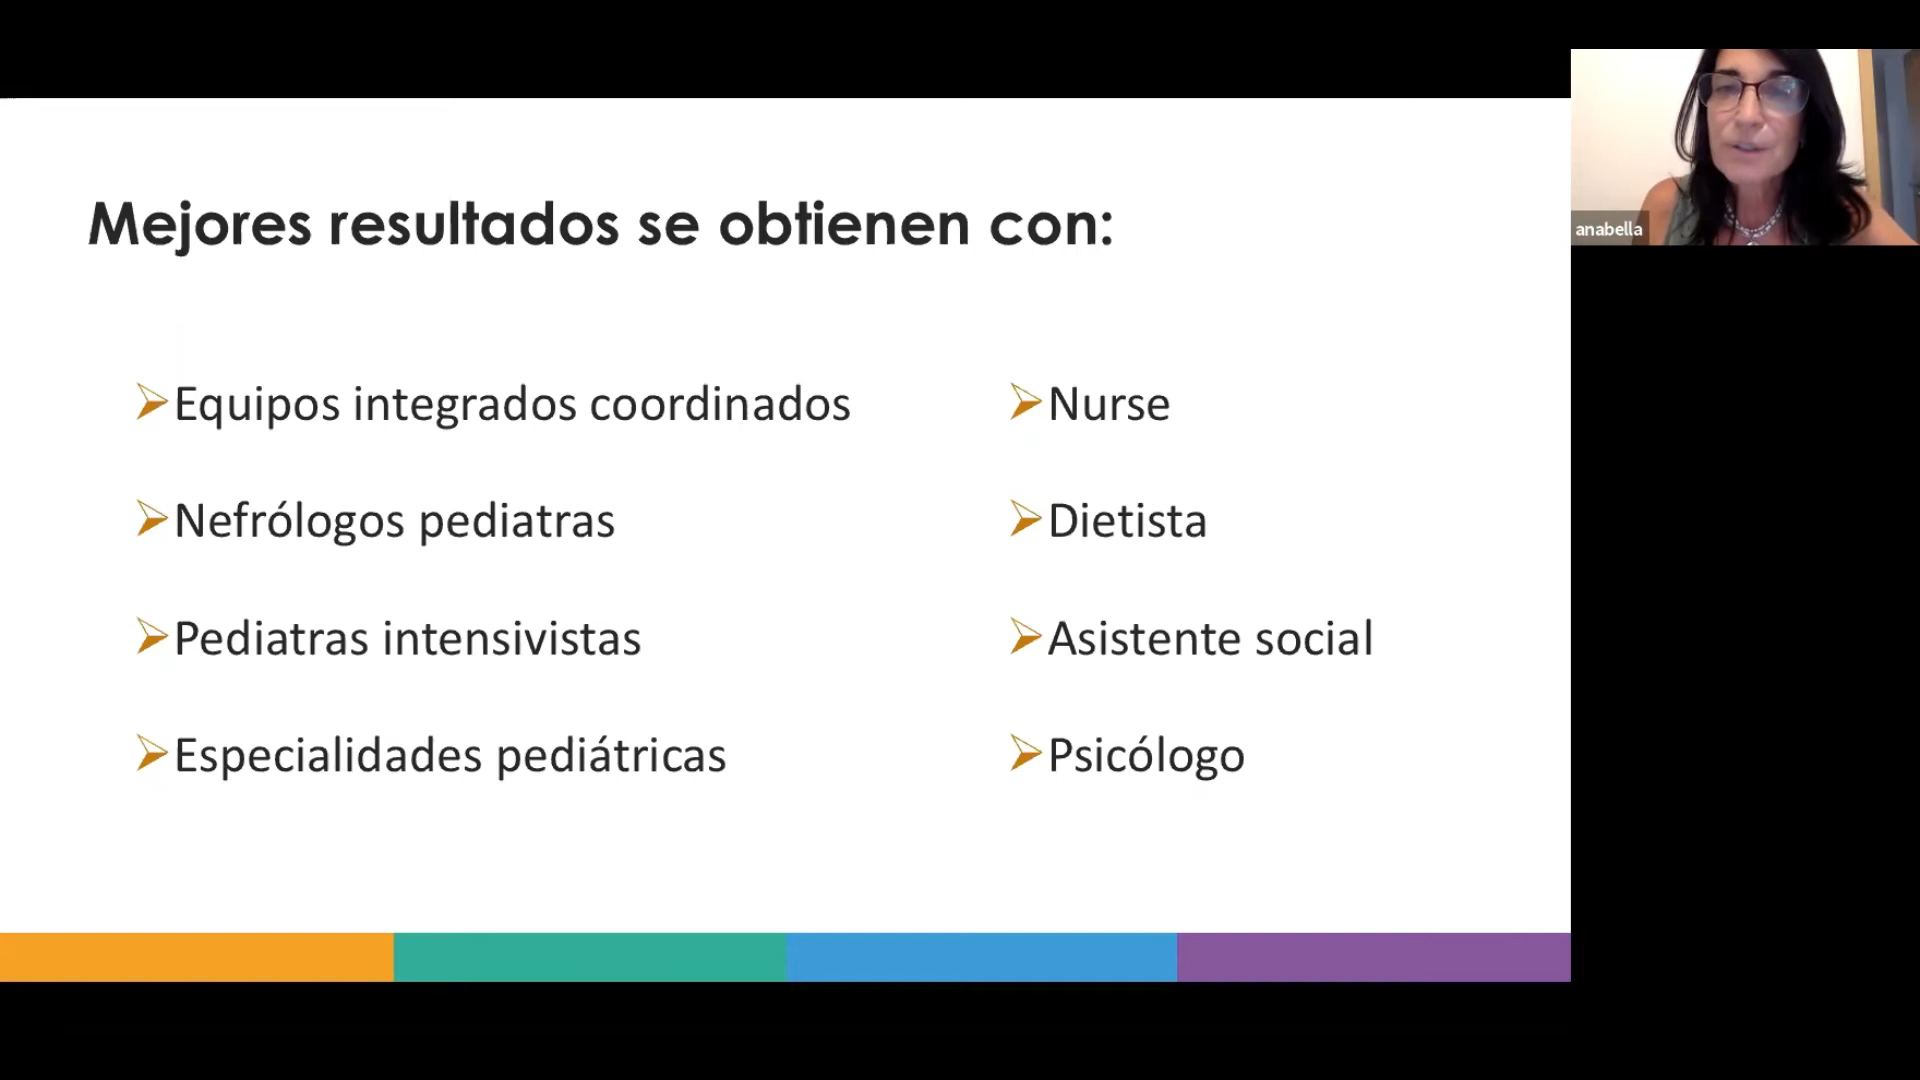 Mejores resultados se obtienen con:
Equipos integrados coordinados
Nefrólogos pediatras
Pediatras intensivistas
Especialidades pediátricas
Nurse
Dietista
Asistente social
Psicólogo
anabella